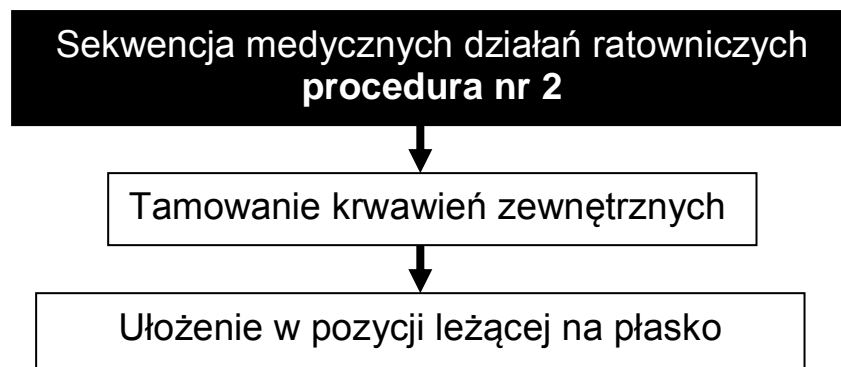 Sekwencja medycznych działań ratowniczych
procedura nr 2
Tamowanie krwawień zewnętrznych
Ułożenie w pozycji leżącej na płasko